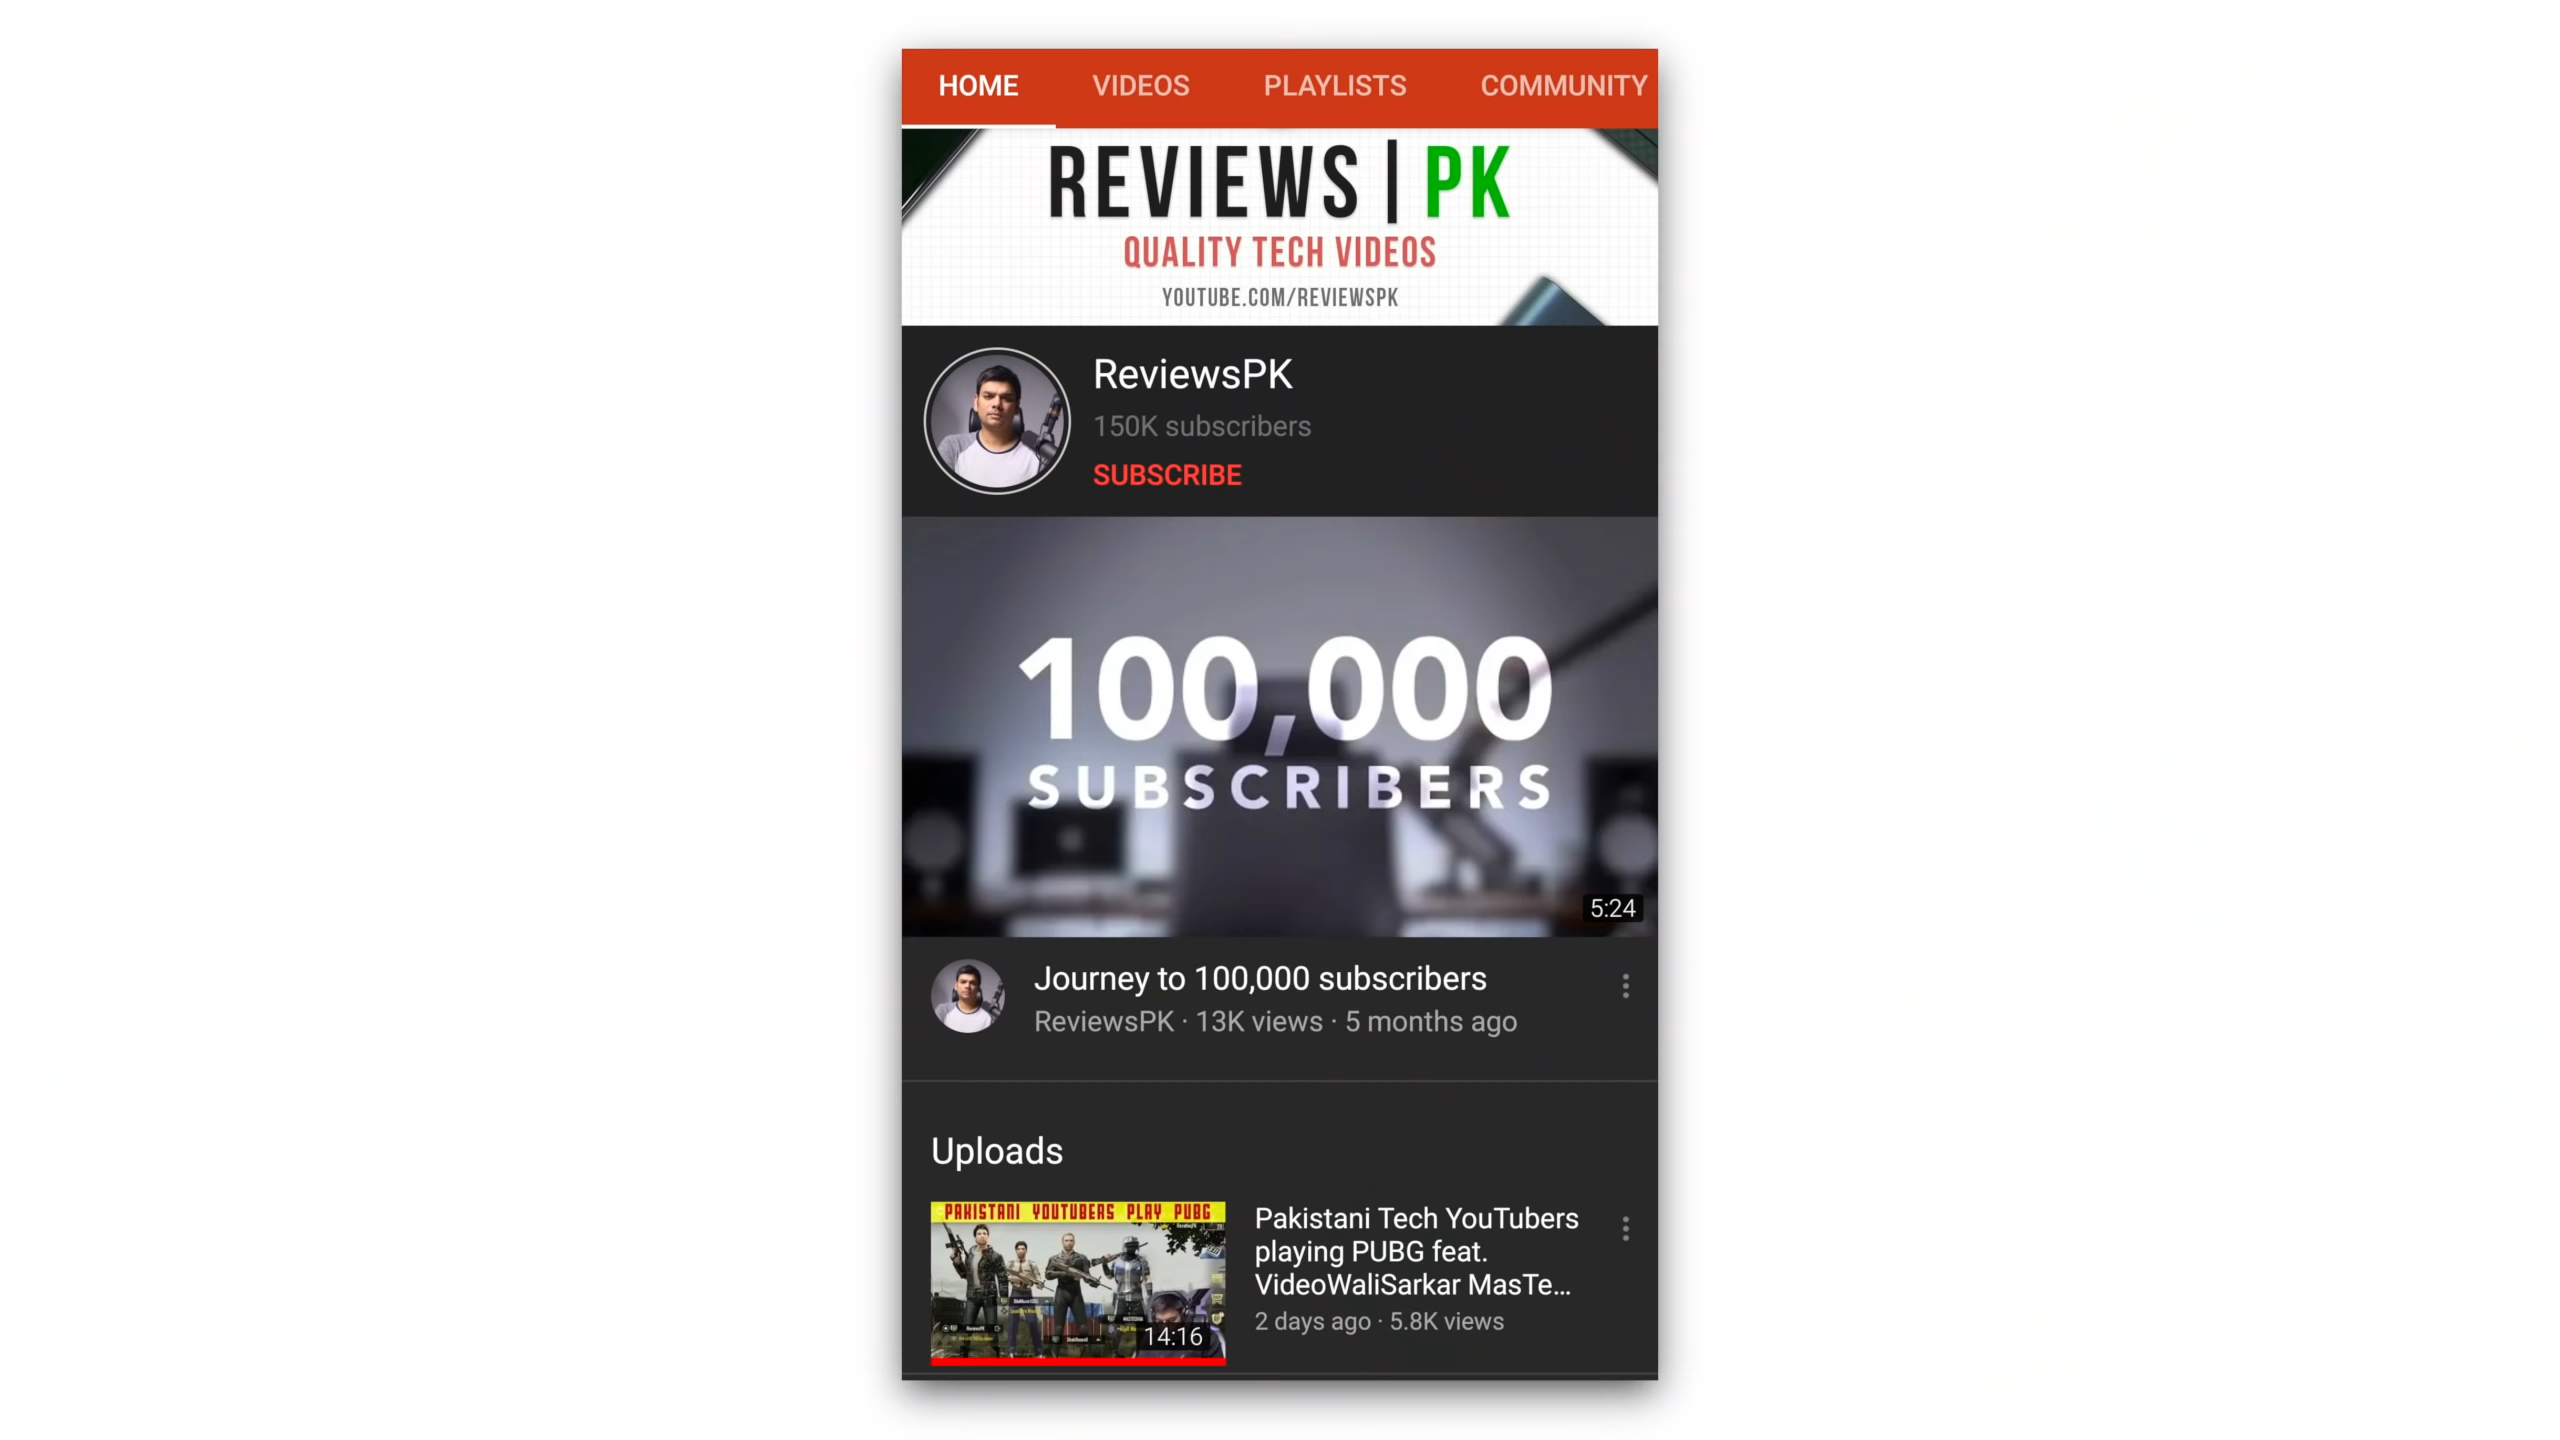 HOME VIDEOS PLAYLISTS COMMUNITY
REVIEWS | PK
QUALITY TECH VIDEOS
YOUTUBE.COM/REVIEWSPK
ReviewsPK
150K subscribers
SUBSCRIBE
100,000
SUBSCRIBERS
5:24
Journey to 100,000 subscribers
ReviewsPK · 13K views · 5 months ago
Uploads
PAKISTANI YOUTUBERS PLAY PUBG
14:16
Pakistani Tech YouTubers
playing PUBG feat.
VideoWaliSarkar MasTe...
2 days ago · 5.8K views